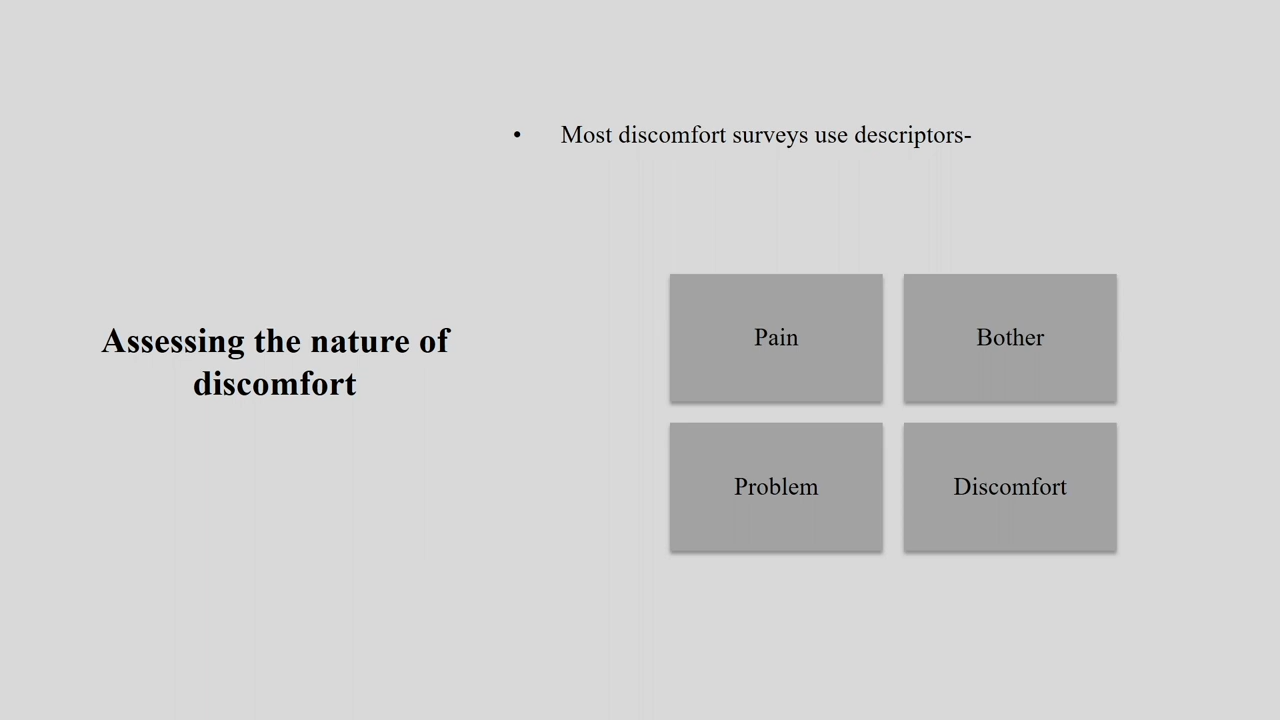 Assessing the nature of
discomfort
• Most discomfort surveys use descriptors-
Pain
Bother
Problem
Discomfort